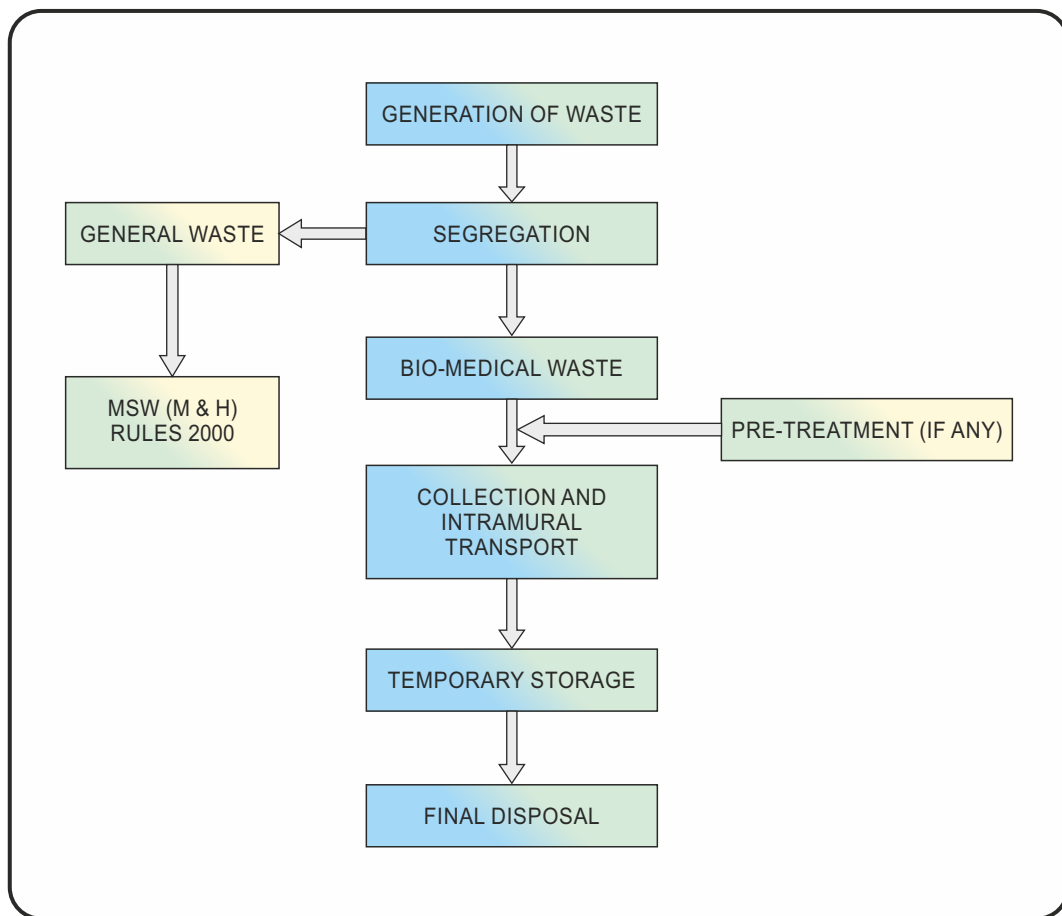 GENERATION OF WASTE
GENERAL WASTE
SEGREGATION
BIO-MEDICAL WASTE
MSW (M & H)
RULES 2000
PRE-TREATMENT (IF ANY)
COLLECTION AND
INTRAMURAL
TRANSPORT
TEMPORARY STORAGE
FINAL DISPOSAL